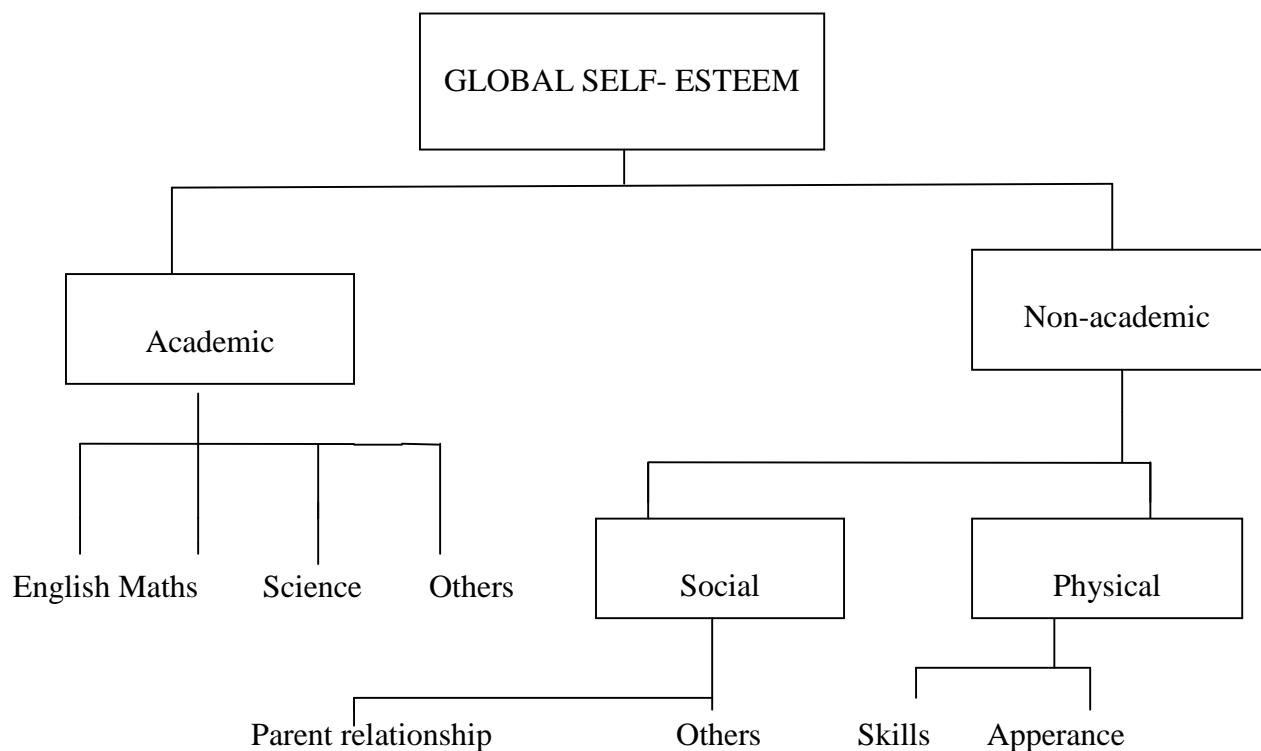 GLOBAL SELF- ESTEEM
Non-academic
Academic
English Maths Science Others
Social
Physical
Parent relationship Others Skills Apperance